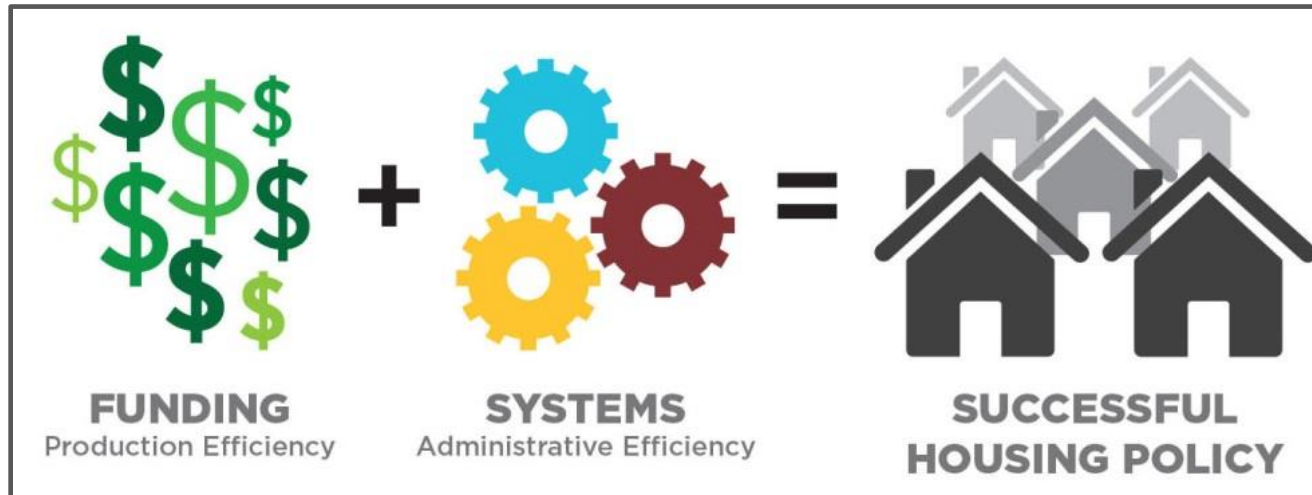 $ $ $ $ $ $ $ $
+
=
FUNDING
Production Efficiency
SYSTEMS
Administrative Efficiency
SUCCESSFUL
HOUSING POLICY